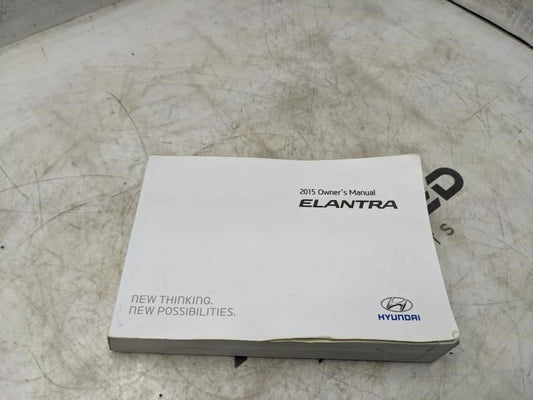 2015 Owner's Manual
ELANTRA
NEW THINKING.
NEW POSSIBILITIES.
HYUNDAI